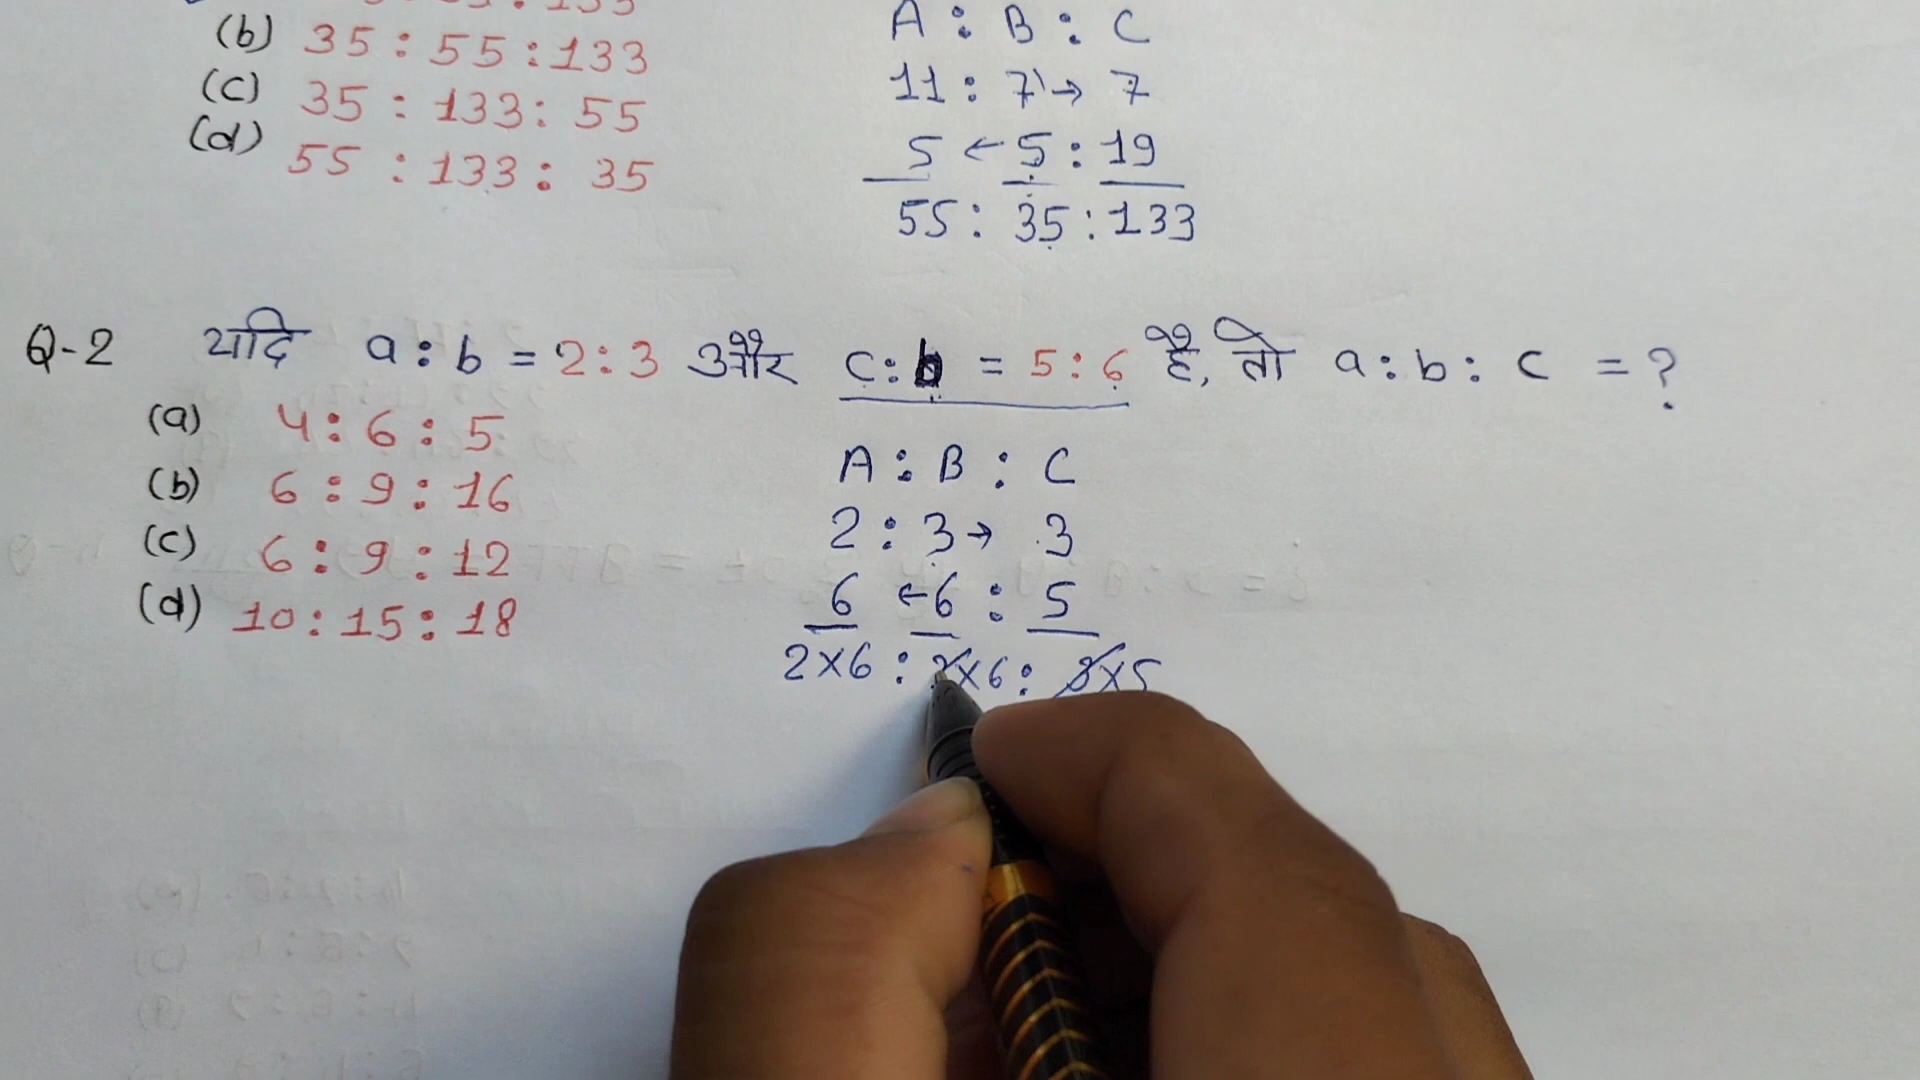 (b) 35 : 55 : 133
(c) 35 : 133 : 55
(d) 55 : 133 : 35
A : B : C
11 : 7 → 7
5 ← 5 : 19
55 : 35 : 133
Q-2 यदि a : b = 2 : 3 और c : b = 5 : 6 है, तो a : b : c = ?
(a) 4 : 6 : 5
(b) 6 : 9 : 16
(c) 6 : 9 : 12
(d) 10 : 15 : 18
A : B : C
2 : 3 → 3
6 ← 6 : 5
2×6 : 3×6 : 3×5